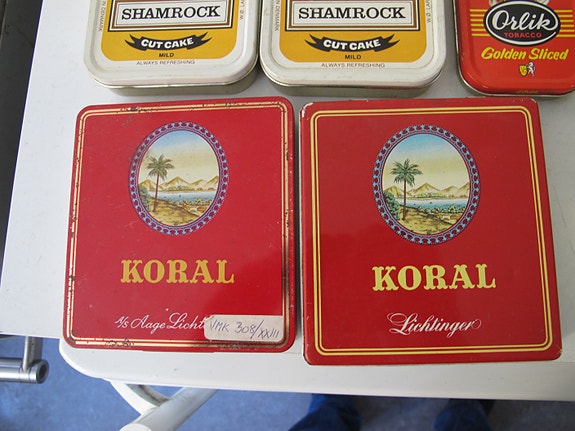 SHAMROCK
CUT CAKE
MILD
ALWAYS REFRESHING
SHAMROCK
CUT CAKE
MILD
ALWAYS REFRESHING
Orlik
TOBACCO
Golden Sliced
KORAL
A/S Aage Licht
VMK 308/XXIII
KORAL
Lichtinger